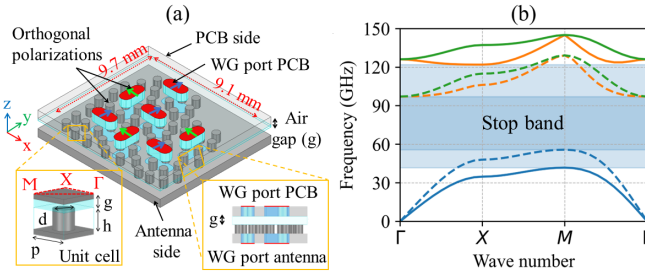 (a)
Orthogonal
polarizations
PCB side
WG port PCB
9.7 mm
9.1 mm
Air
gap (g)
z
y
x
M
X
Γ
d
g
h
p
Unit cell
Antenna
side
WG port PCB
g
WG port antenna
(b)
Frequency (GHz)
150
120
90
60
30
0
Stop band
Γ
X
M
Wave number